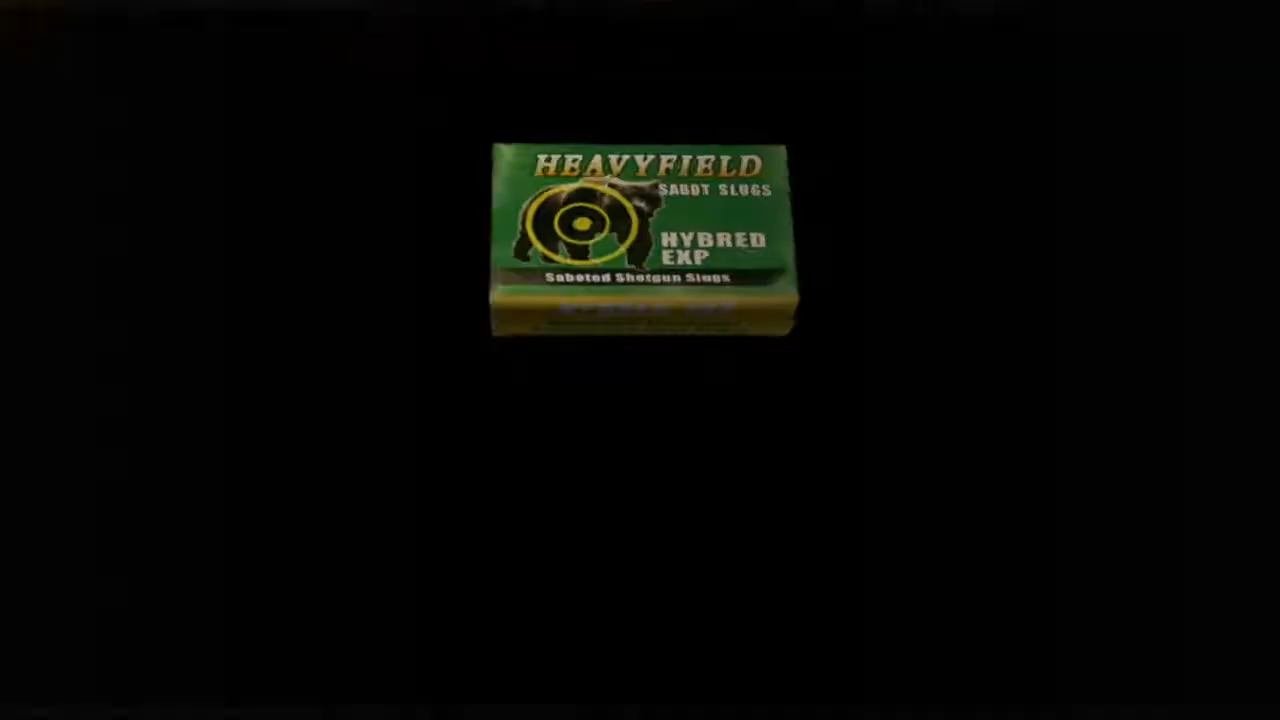 HEAVYFIELD
SABOT SLUGS
HYBRED
EXP
Saboted Shotgun Slugs